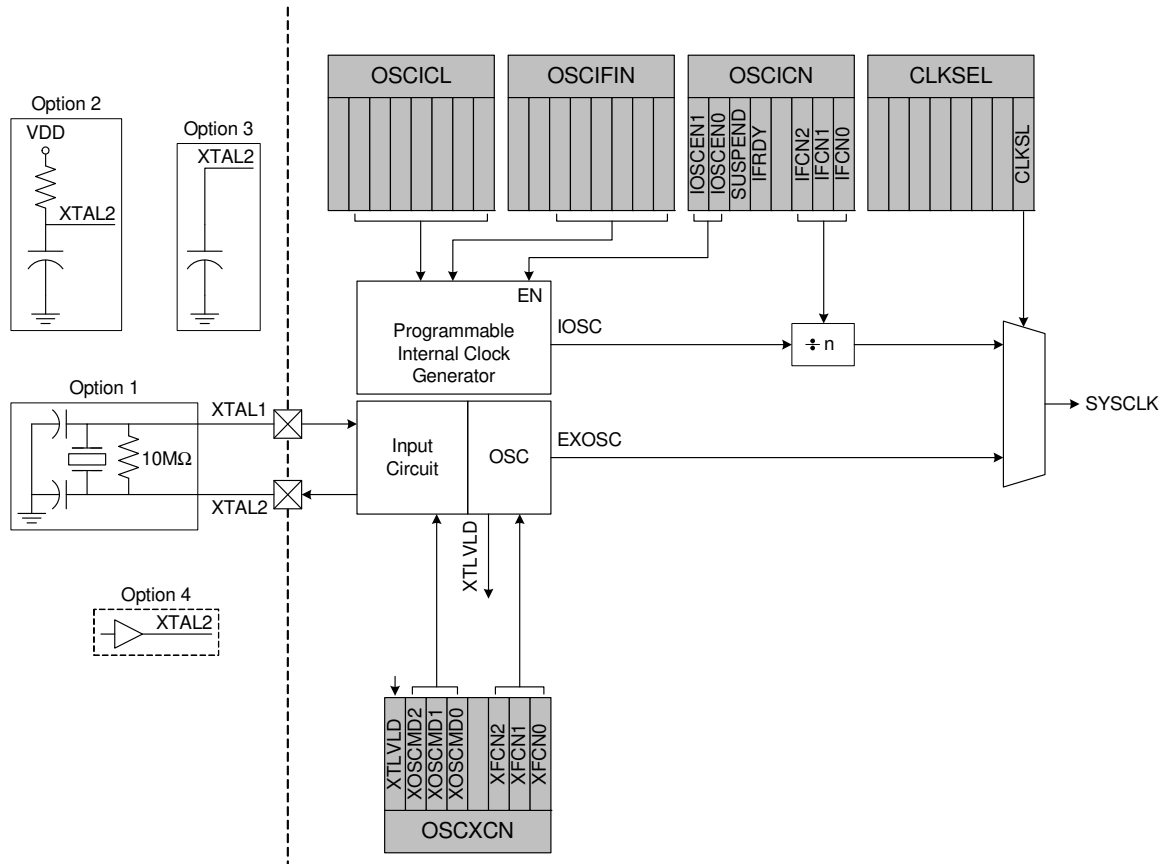 OSCICL
OSCIFIN
OSCICN
CLKSEL
IOSCEN1
IOSCEN0
SUSPEND
IFRDY
IFCN2
IFCN1
IFCN0
CLKSL
Option 2
VDD
XTAL2
Option 3
XTAL2
EN
Programmable
Internal Clock
Generator
IOSC
÷ n
SYSCLK
Option 1
XTAL1
10MΩ
XTAL2
Input
Circuit
OSC
EXOSC
XTLVLD
Option 4
XTAL2
XTLVLD
XOSCMD2
XOSCMD1
XOSCMD0
XFCN2
XFCN1
XFCN0
OSCXCN